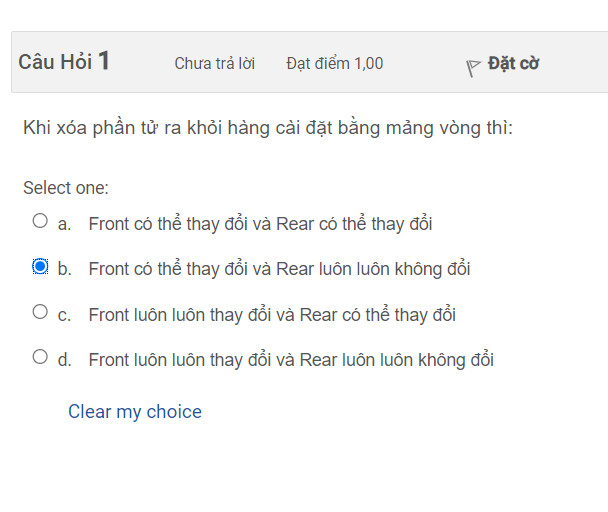 Câu Hỏi 1 Chưa trả lời Đạt điểm 1,00 Đặt cờ
Khi xóa phần tử ra khỏi hàng cài đặt bằng mảng vòng thì:
Select one:
a. Front có thể thay đổi và Rear có thể thay đổi
b. Front có thể thay đổi và Rear luôn luôn không đổi
c. Front luôn luôn thay đổi và Rear có thể thay đổi
d. Front luôn luôn thay đổi và Rear luôn luôn không đổi
Clear my choice